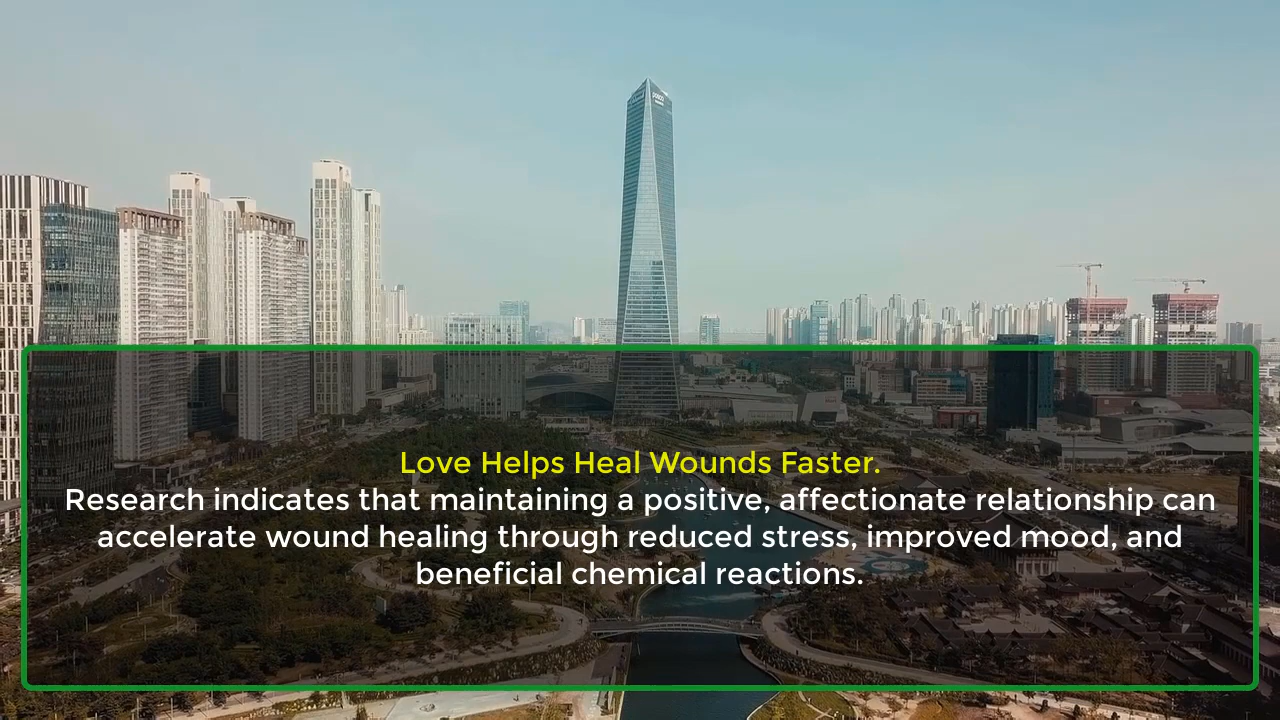 Love Helps Heal Wounds Faster.
Research indicates that maintaining a positive, affectionate relationship can
accelerate wound healing through reduced stress, improved mood, and
beneficial chemical reactions.